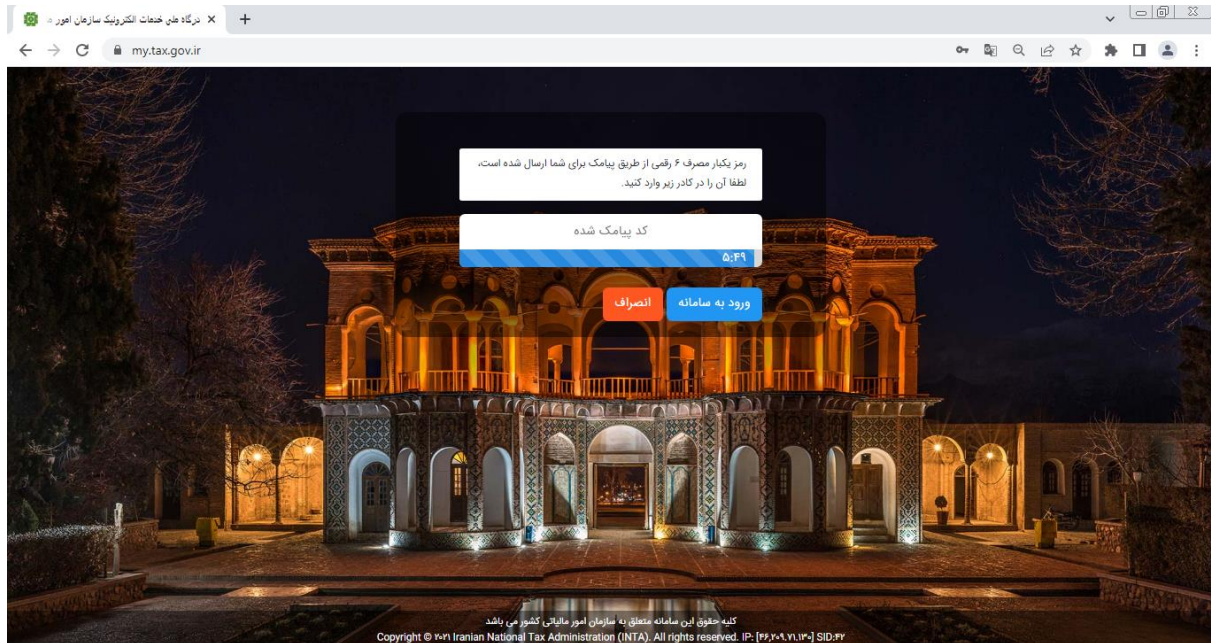 درگاه ملی خدمات الکترونیک سازمان امور
my.tax.gov.ir
رمز یکبار مصرف ۶ رقمی از طریق پیامک برای شما ارسال شده است،
لطفا آن را در کادر زیر وارد کنید.
کد پیامک شده
۵:۴۹
ورود به سامانه
انصراف
کلیه حقوق این سامانه متعلق به سازمان امور مالیاتی کشور می باشد
Copyright © ۲۰۲۱ Iranian National Tax Administration (INTA). All rights reserved. IP: [۴۶,۲۰۹,۷۱,۱۳۰] SID:۴۲